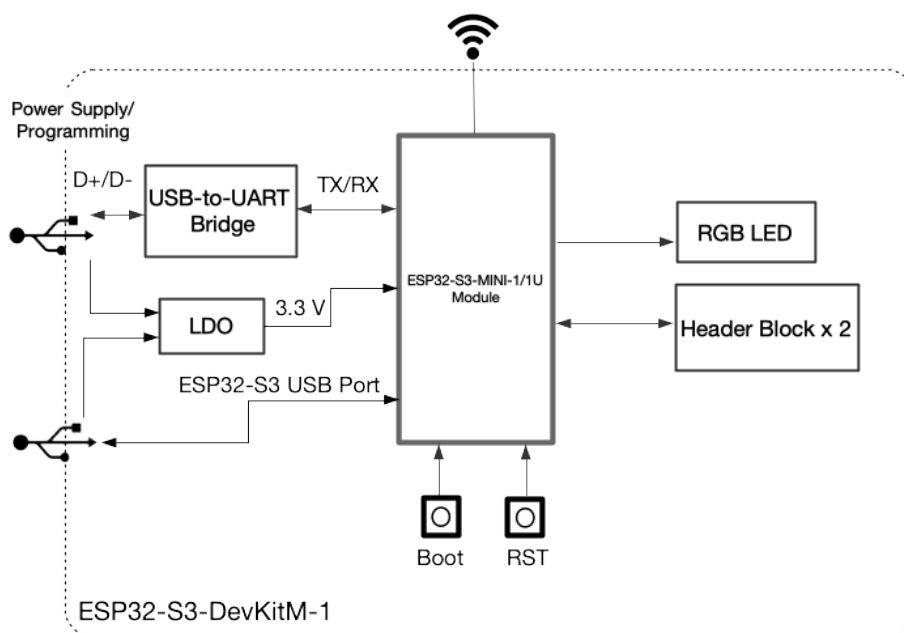 Power Supply/
Programming
D+/D-
USB-to-UART
Bridge
TX/RX
RGB LED
ESP32-S3-MINI-1/1U
Module
LDO
3.3 V
Header Block x 2
ESP32-S3 USB Port
Boot
RST
ESP32-S3-DevKitM-1